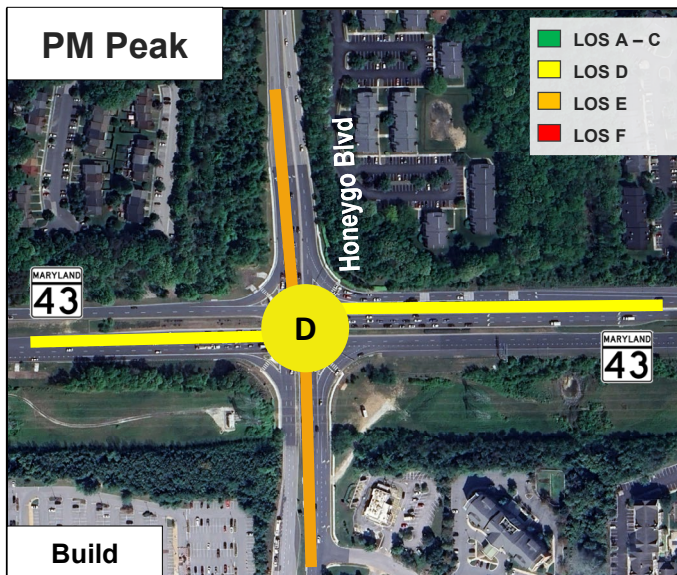 PM Peak
LOS A – C
LOS D
LOS E
LOS F
Honeygo Blvd
MARYLAND
43
D
MARYLAND
43
Build